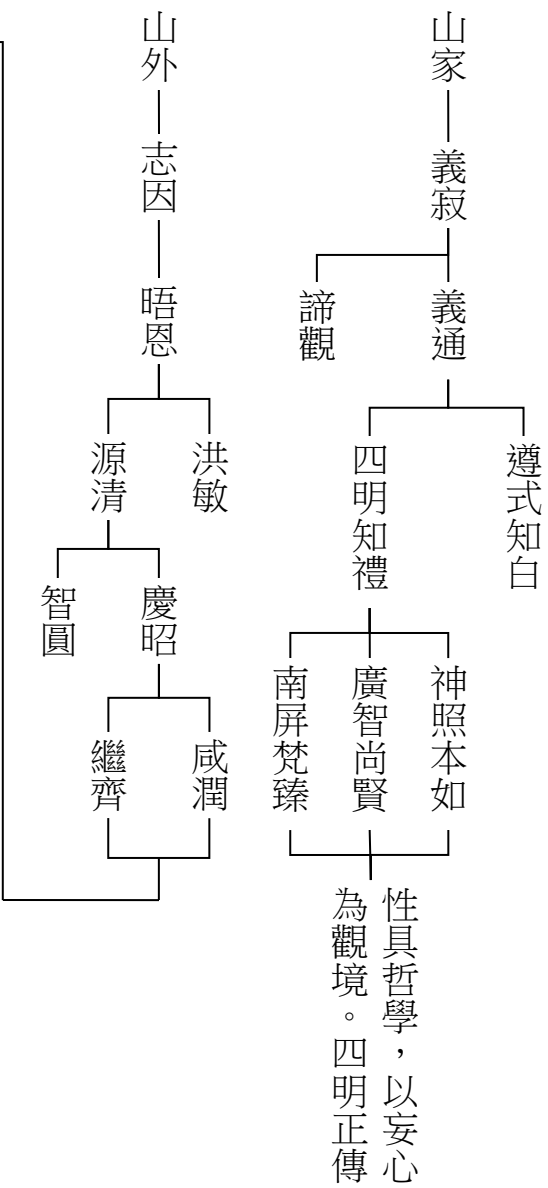 山家
義寂
義通
諦觀
遵式知白
四明知禮
神照本如
廣智尚賢
南屏梵臻
性具哲學，以妄心
為觀境。四明正傳
山外
志因
晤恩
洪敏
源清
慶昭
智圓
咸潤
繼齊